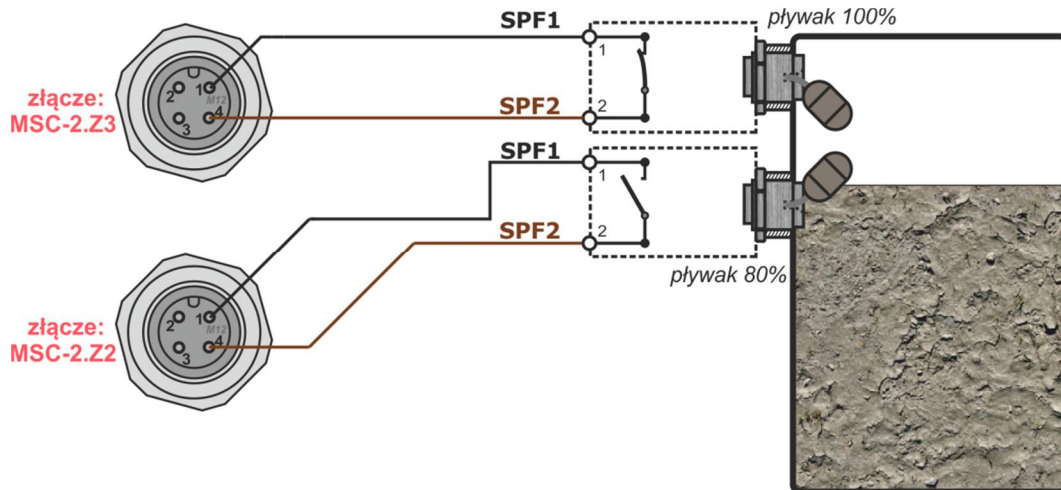 pływak 100%
SPF1
1
złącze:
MSC-2.Z3
2 1
M12
3 4
SPF2
2
SPF1
1
SPF2
2
pływak 80%
złącze:
MSC-2.Z2
2 1
M12
3 4